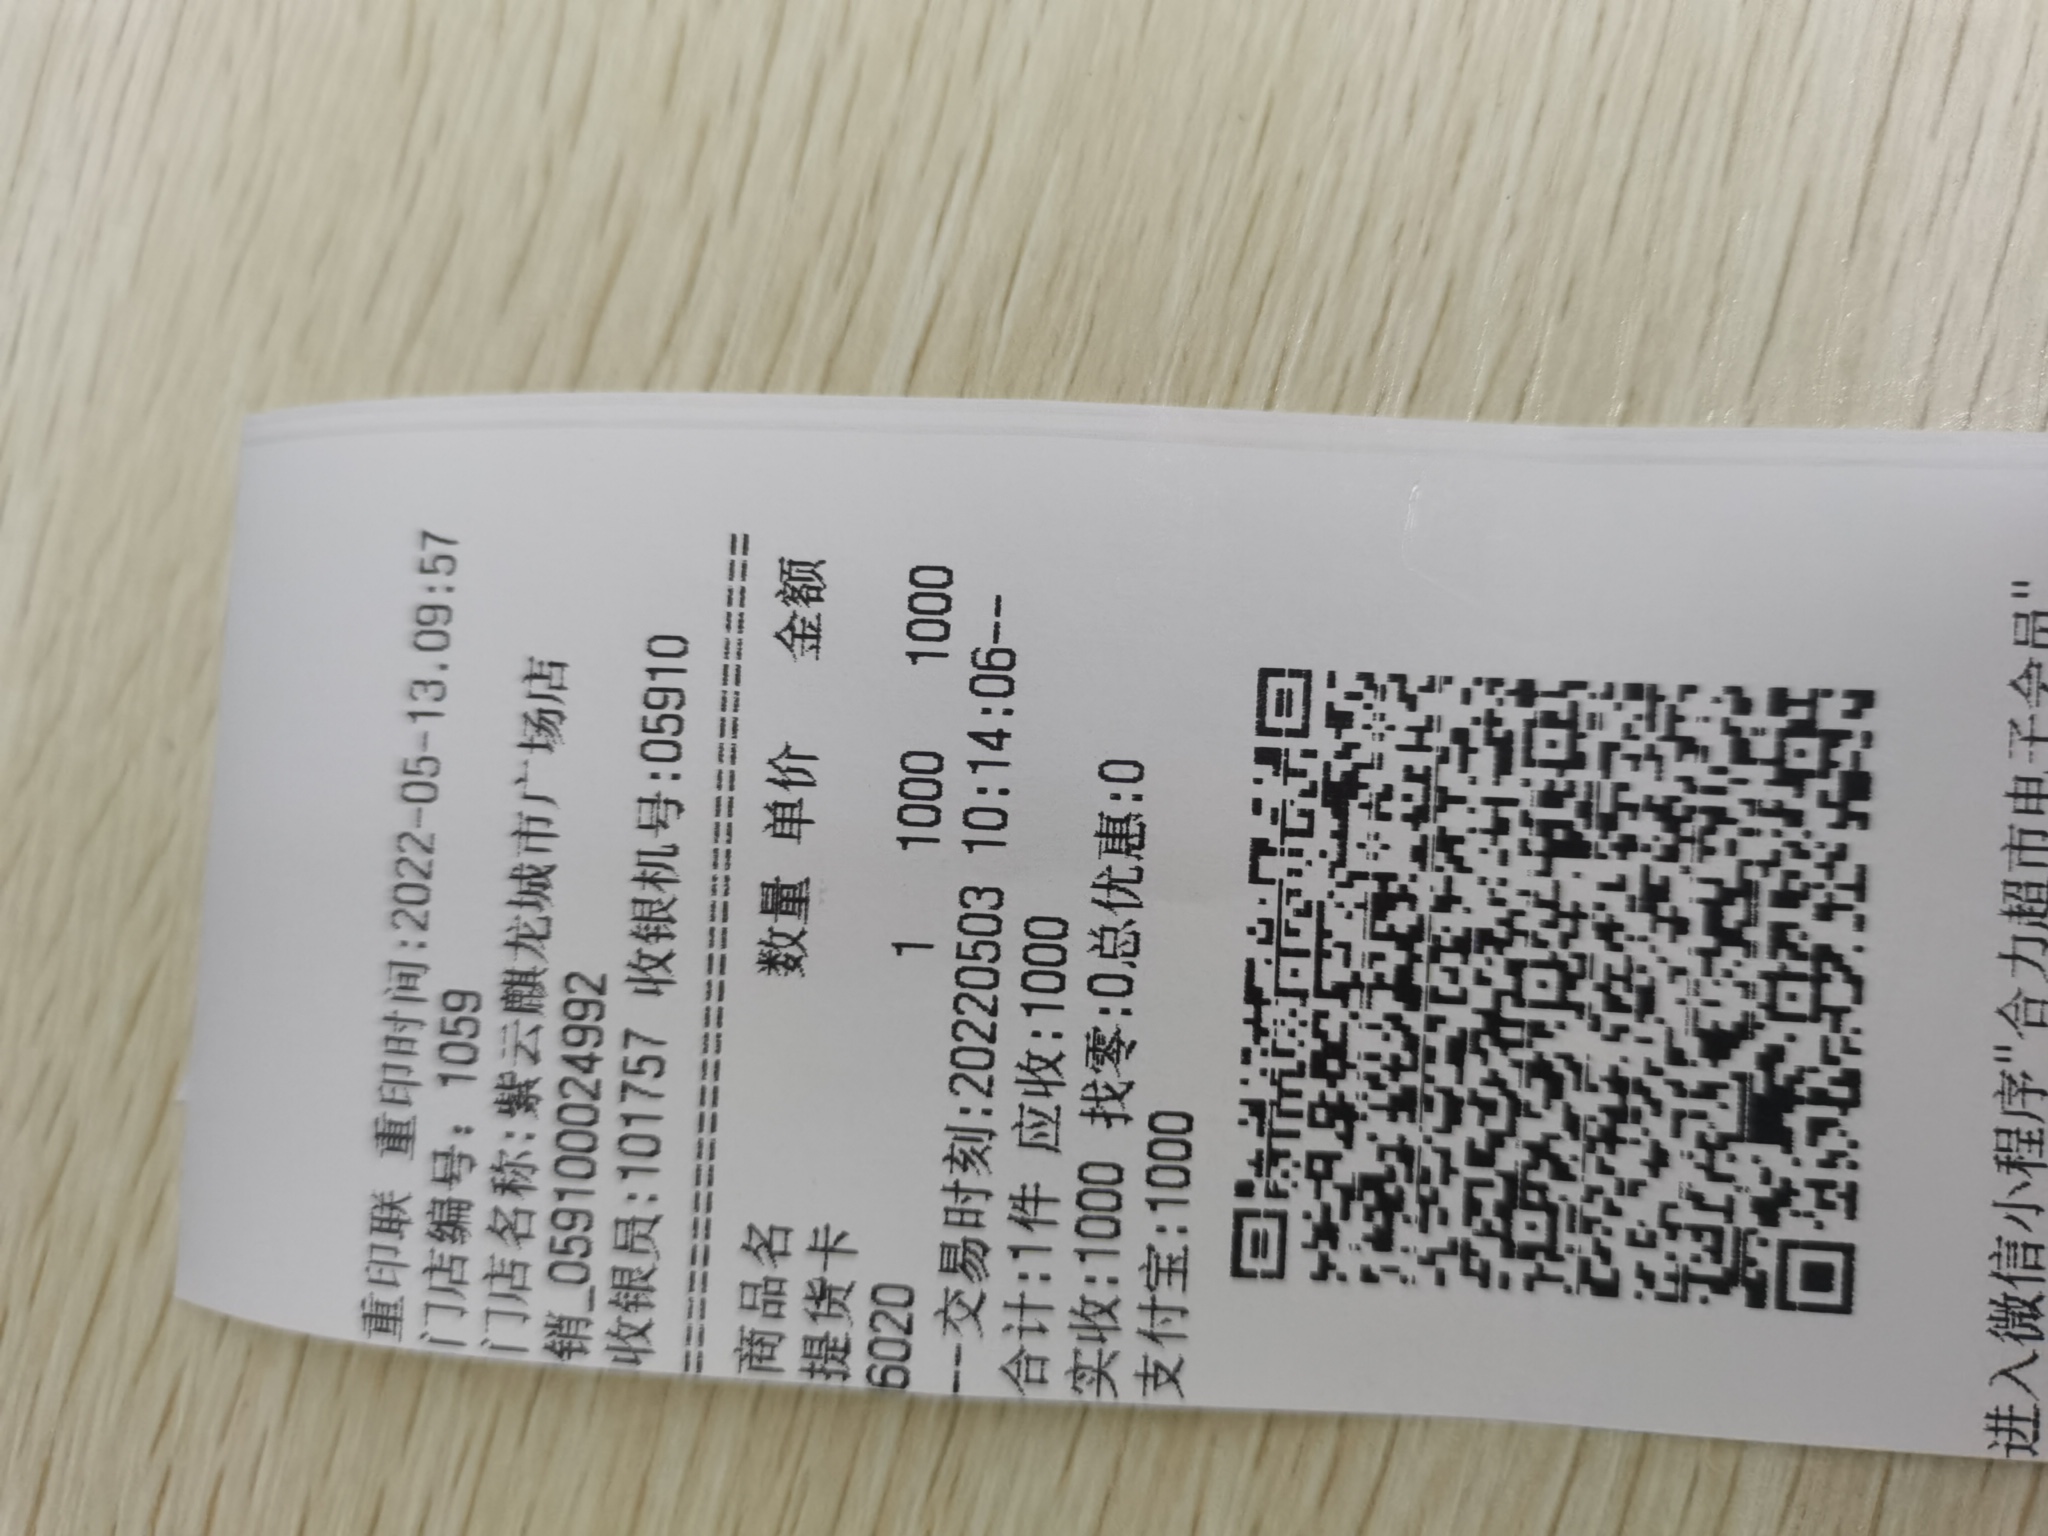 重印联 重印时间:2022-05-13.09:57
门店编号: 1059
门店名称:紫云麒龙城市广场店
销_0591000024992
收银员:101757 收银机号:05910
================================
商品名 数量 单价 金额
提货卡
6020 1 1000 1000
--交易时刻:20220503 10:14:06--
合计:1件 应收:1000
实收:1000 找零:0总优惠:0
支付宝:1000
进入微信小程序"合力超市电子会员"